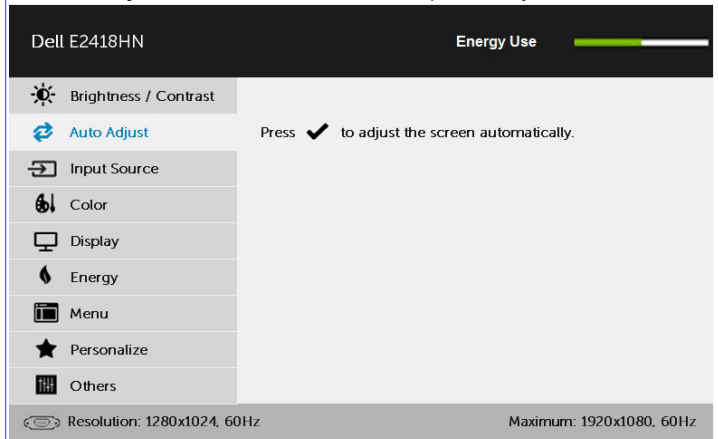 Dell E2418HN
Energy Use
Brightness / Contrast
Auto Adjust
Press ✔ to adjust the screen automatically.
Input Source
Color
Display
Energy
Menu
Personalize
Others
Resolution: 1280x1024, 60Hz
Maximum: 1920x1080, 60Hz